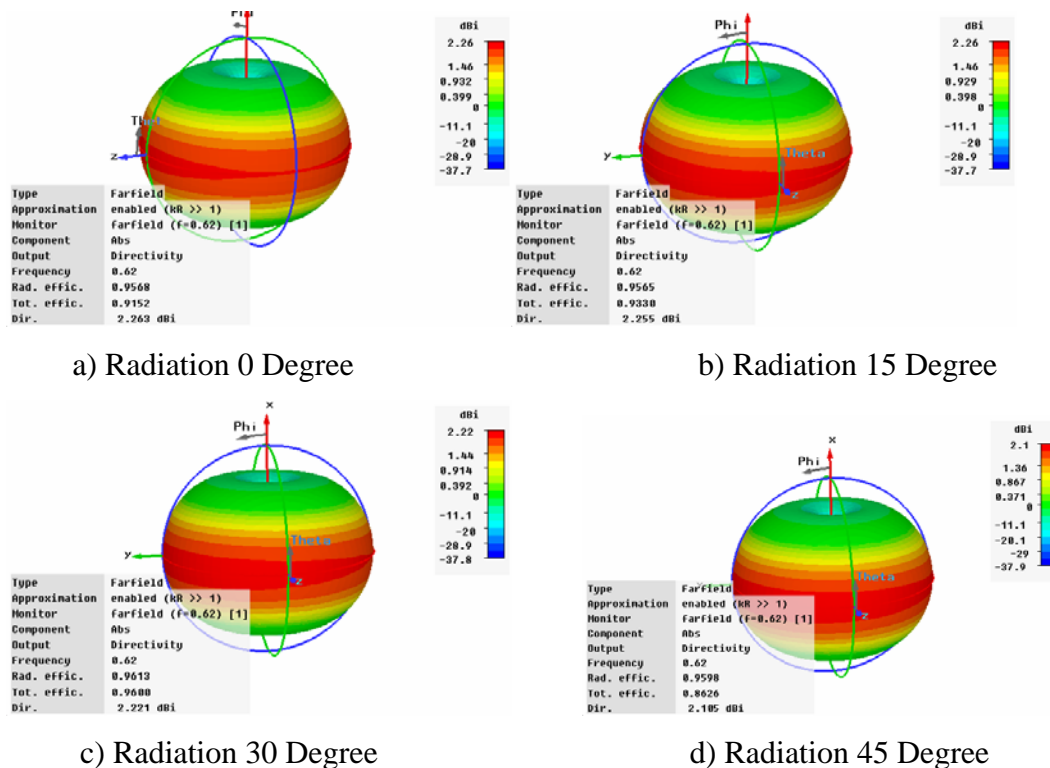 Phi
Theta
z
dBi
2.26
1.46
0.932
0.399
0
-11.1
-20
-28.9
-37.7
Type Farfield
Approximation enabled (kR >> 1)
Monitor farfield (f=0.62) [1]
Component Abs
Output Directivity
Frequency 0.62
Rad. effic. 0.9568
Tot. effic. 0.9152
Dir. 2.263 dBi
a) Radiation 0 Degree
Phi
Theta
y
z
dBi
2.26
1.46
0.929
0.399
0
-11.1
-20
-28.9
-37.7
Type Farfield
Approximation enabled (kR >> 1)
Monitor farfield (f=0.62) [1]
Component Abs
Output Directivity
Frequency 0.62
Rad. effic. 0.9565
Tot. effic. 0.9330
Dir. 2.255 dBi
b) Radiation 15 Degree
x
Phi
Theta
y
z
dBi
2.22
1.44
0.914
0.392
0
-11.1
-20
-28.9
-37.8
Type Farfield
Approximation enabled (kR >> 1)
Monitor farfield (f=0.62) [1]
Component Abs
Output Directivity
Frequency 0.62
Rad. effic. 0.9613
Tot. effic. 0.9600
Dir. 2.221 dBi
c) Radiation 30 Degree
x
Phi
Theta
z
dBi
2.1
1.36
0.867
0.371
0
-11.1
-20.1
-29
-37.9
Type Farfield
Approximation enabled (kR >> 1)
Monitor farfield (f=0.62) [1]
Component Abs
Output Directivity
Frequency 0.62
Rad. effic. 0.9598
Tot. effic. 0.8626
Dir. 2.105 dBi
d) Radiation 45 Degree